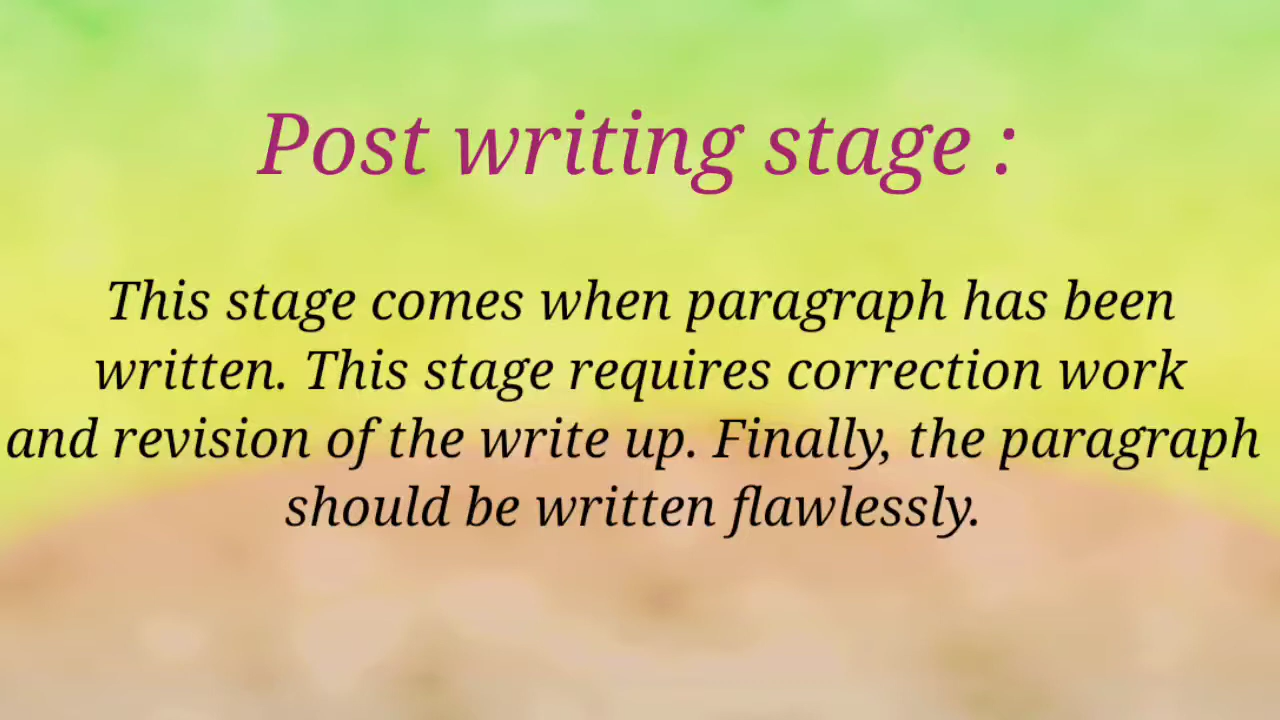 Post writing stage :
This stage comes when paragraph has been
written. This stage requires correction work
and revision of the write up. Finally, the paragraph
should be written flawlessly.